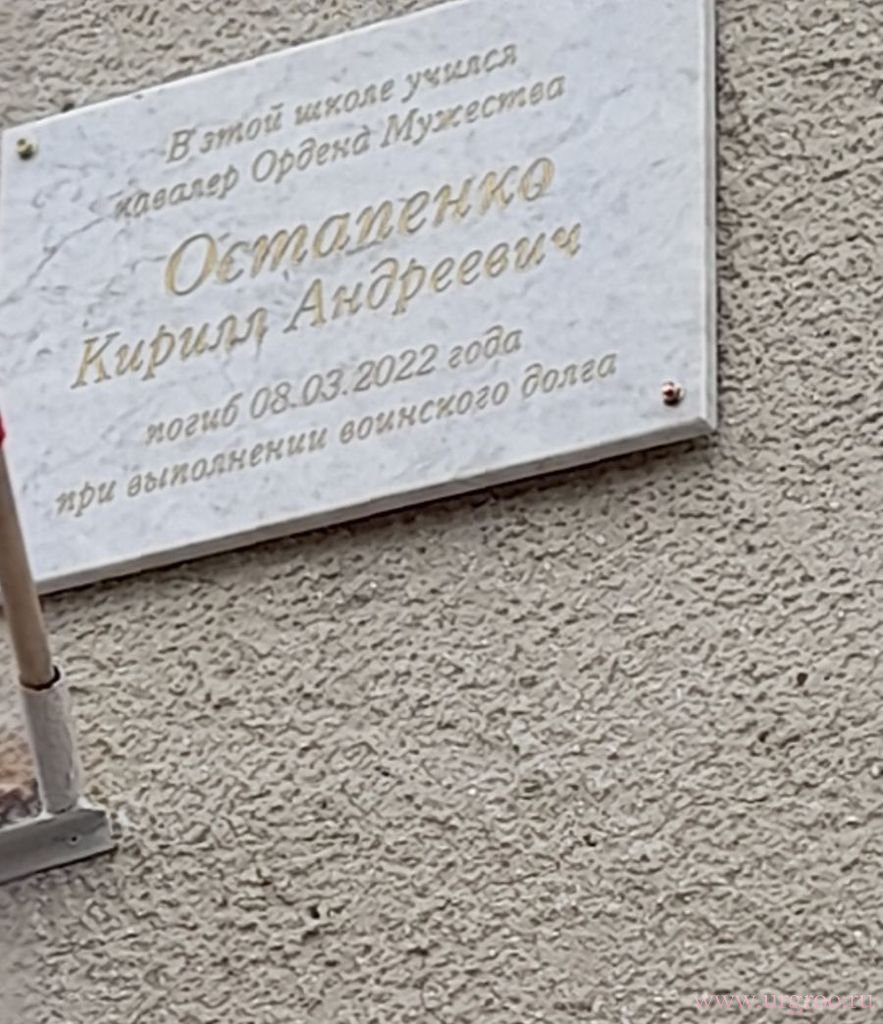 В этой школе учился
кавалер Ордена Мужества
Остапенко
Кирилл Андреевич
погиб 08.03.2022 года
при выполнении воинского долга
www.urgroo.ru